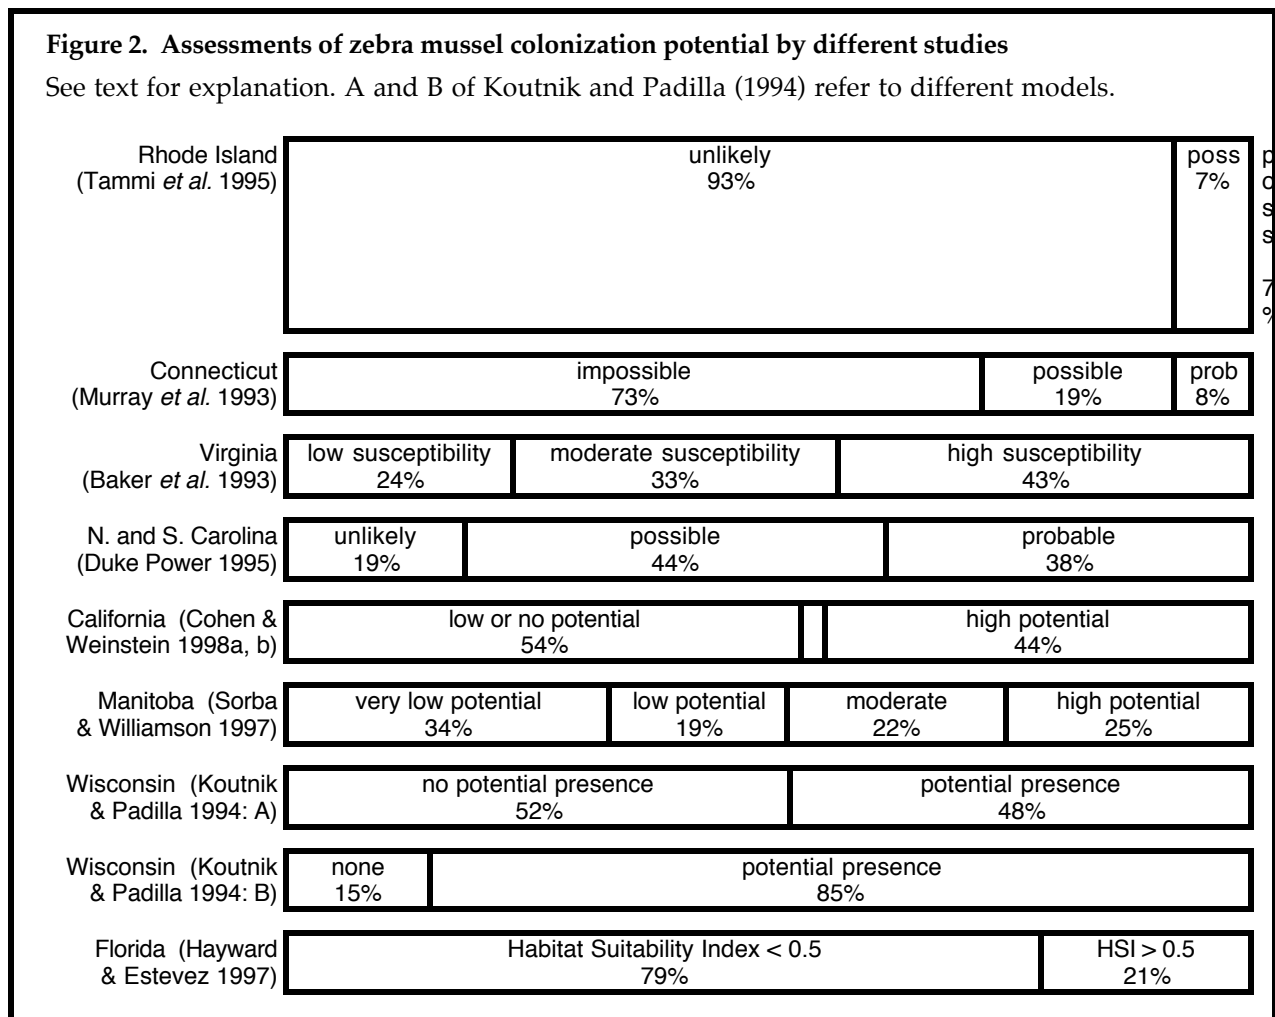 Figure 2. Assessments of zebra mussel colonization potential by different studies
See text for explanation. A and B of Koutnik and Padilla (1994) refer to different models.
Rhode Island
(Tammi et al. 1995)
unlikely
93%
poss
7%
p
o
s
s
7
%
Connecticut
(Murray et al. 1993)
impossible
73%
possible
19%
prob
8%
Virginia
(Baker et al. 1993)
low susceptibility
24%
moderate susceptibility
33%
high susceptibility
43%
N. and S. Carolina
(Duke Power 1995)
unlikely
19%
possible
44%
probable
38%
California (Cohen &
Weinstein 1998a, b)
low or no potential
54%
high potential
44%
Manitoba (Sorba
& Williamson 1997)
very low potential
34%
low potential
19%
moderate
22%
high potential
25%
Wisconsin (Koutnik
& Padilla 1994: A)
no potential presence
52%
potential presence
48%
Wisconsin (Koutnik
& Padilla 1994: B)
none
15%
potential presence
85%
Florida (Hayward
& Estevez 1997)
Habitat Suitability Index < 0.5
79%
HSI > 0.5
21%